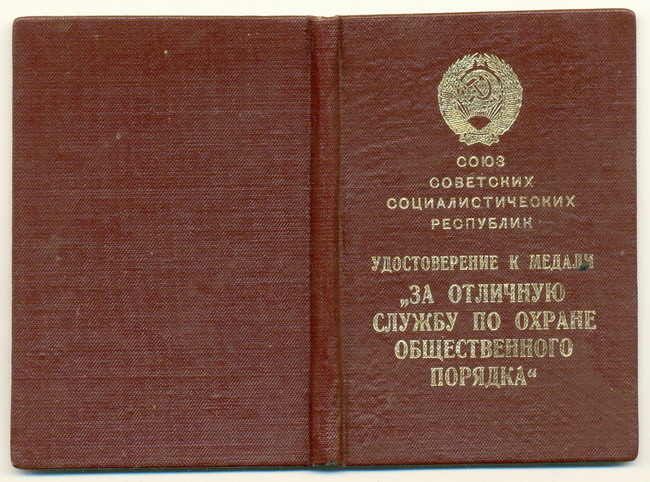 СОЮЗ
СОВЕТСКИХ
СОЦИАЛИСТИЧЕСКИХ
РЕСПУБЛИК
УДОСТОВЕРЕНИЕ К МЕДАЛИ
„ЗА ОТЛИЧНУЮ
СЛУЖБУ ПО ОХРАНЕ
ОБЩЕСТВЕННОГО
ПОРЯДКА“